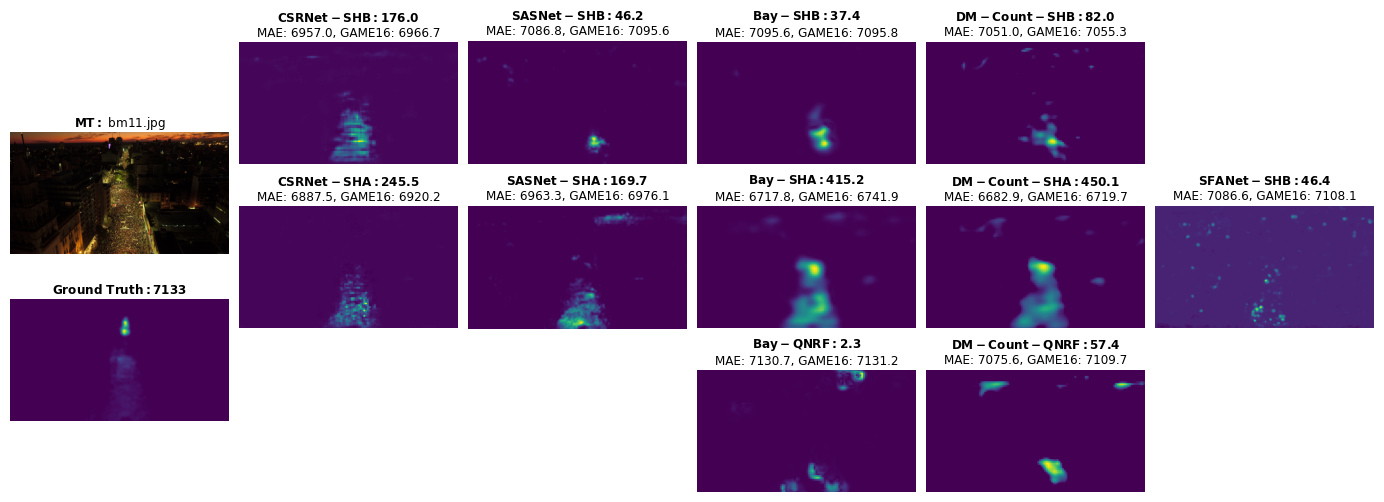 CSRNet−SHB: 176.0
MAE: 6957.0, GAME16: 6966.7
SASNet−SHB: 46.2
MAE: 7086.8, GAME16: 7095.6
Bay−SHB: 37.4
MAE: 7095.6, GAME16: 7095.8
DM−Count−SHB: 82.0
MAE: 7051.0, GAME16: 7055.3
MT: bm11.jpg
CSRNet−SHA: 245.5
MAE: 6887.5, GAME16: 6920.2
SASNet−SHA: 169.7
MAE: 6963.3, GAME16: 6976.1
Bay−SHA: 415.2
MAE: 6717.8, GAME16: 6741.9
DM−Count−SHA: 450.1
MAE: 6682.9, GAME16: 6719.7
SFANet−SHB: 46.4
MAE: 7086.6, GAME16: 7108.1
Ground Truth: 7133
Bay−QNRF: 2.3
MAE: 7130.7, GAME16: 7131.2
DM−Count−QNRF: 57.4
MAE: 7075.6, GAME16: 7109.7